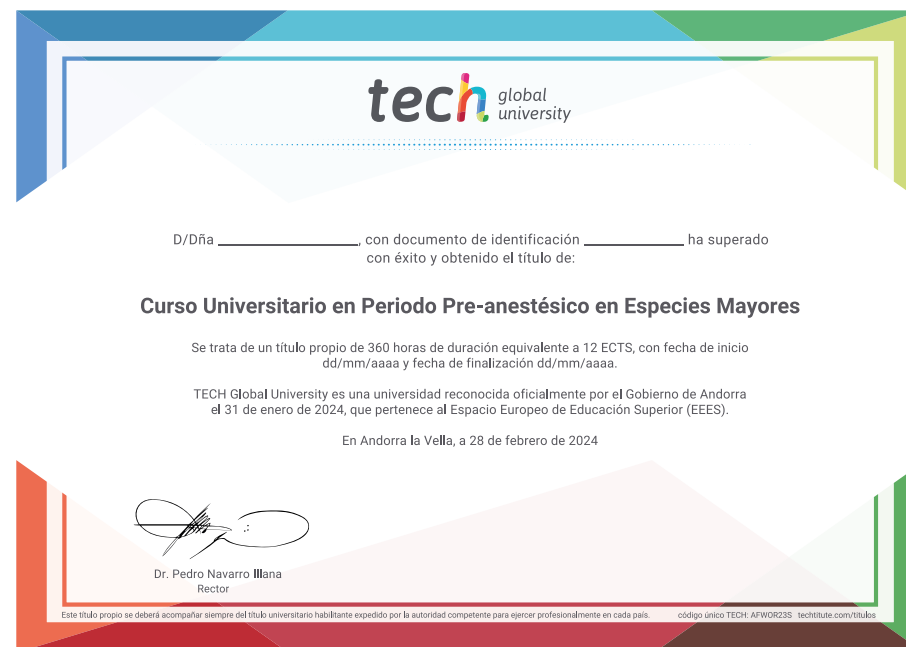 tech global university
D/Dña ____________________, con documento de identificación ______________ ha superado
con éxito y obtenido el título de:
Curso Universitario en Periodo Pre-anestésico en Especies Mayores
Se trata de un título propio de 360 horas de duración equivalente a 12 ECTS, con fecha de inicio
dd/mm/aaaa y fecha de finalización dd/mm/aaaa.
TECH Global University es una universidad reconocida oficialmente por el Gobierno de Andorra
el 31 de enero de 2024, que pertenece al Espacio Europeo de Educación Superior (EEES).
En Andorra la Vella, a 28 de febrero de 2024
Dr. Pedro Navarro Illana
Rector
Este título propio se deberá acompañar siempre del título universitario habilitante expedido por la autoridad competente para ejercer profesionalmente en cada país. código único TECH: AFWOR23S techtitute.com/titulos